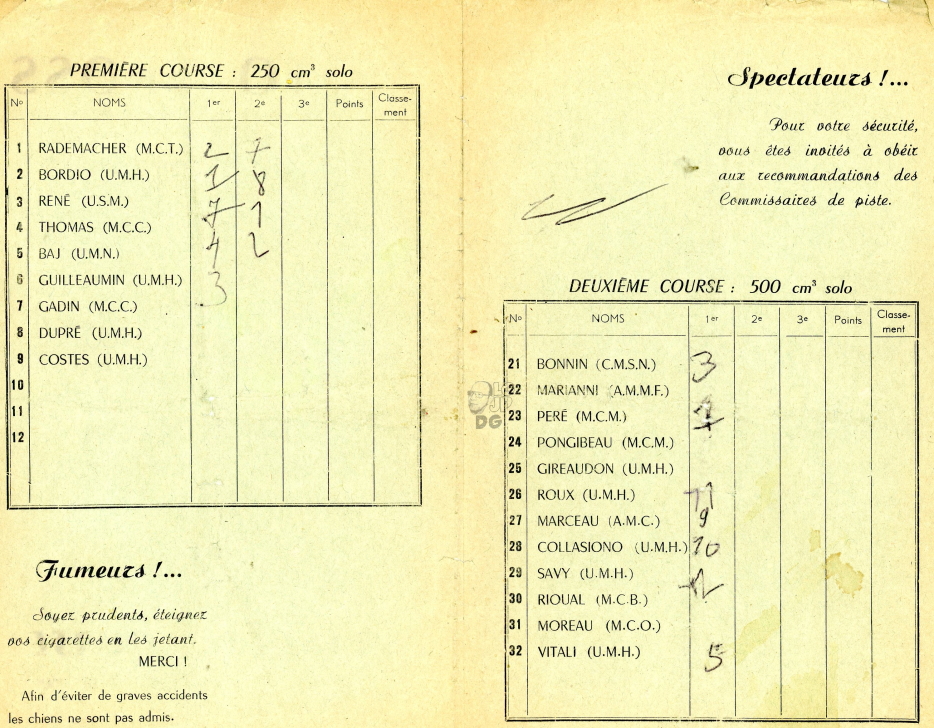 PREMIÈRE COURSE : 250 cm³ solo
Nº NOMS 1er 2e 3e Points Classe-
ment
1 RADEMACHER (M.C.T.) 2 7
2 BORDIO (U.M.H.) 1 8
3 RENÉ (U.S.M.) 7 1
4 THOMAS (M.C.C.)
5 BAJ (U.M.N.) 4 2
6 GUILLEAUMIN (U.M.H.) 3
7 GADIN (M.C.C.)
8 DUPRÉ (U.M.H.)
9 COSTES (U.M.H.)
10
11
12
Fumeurs !...
Soyez prudents, éteignez
vos cigarettes en les jetant.
MERCI !
Afin d'éviter de graves accidents
les chiens ne sont pas admis.
Spectateurs !...
Pour votre sécurité,
vous êtes invités à obéir
aux recommandations des
Commissaires de piste.
DEUXIÈME COURSE : 500 cm³ solo
Nº NOMS 1er 2e 3e Points Classe-
ment
21 BONNIN (C.M.S.N.) 3
22 MARIANNI (A.M.M.F.)
23 PERÉ (M.C.M.)
24 PONGIBEAU (M.C.M.)
25 GIREAUDON (U.M.H.)
26 ROUX (U.M.H.) 11
27 MARCEAU (A.M.C.) 9
28 COLLASIONO (U.M.H.) 10
29 SAVY (U.M.H.)
30 RIOUAL (M.C.B.)
31 MOREAU (M.C.O.)
32 VITALI (U.M.H.) 5
DG